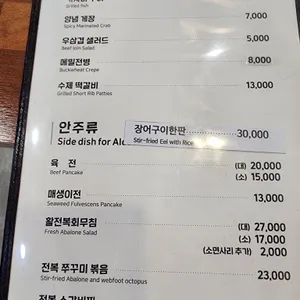 Grilled Fish
양념 게장 7,000
Spicy Marinated Crab
우삼겹 샐러드 5,000
Beef loin Salad
메밀전병 8,000
Buckwheat Crepe
수제 떡갈비 13,000
Grilled Short Rib Patties
안주류
Side dish for
장어구이한판 30,000
Stir-fried Eel with Rice
육 전 (대) 20,000
Beef Pancake (소) 15,000
매생이전 13,000
Seaweed Fulvescens Pancake
활전복회무침 (대) 27,000
Fresh Abalone Salad (소) 17,000
(소면사리 추가) 2,000
전복 쭈꾸미 볶음 23,000
Stir-fried Abalone and webfoot octopus